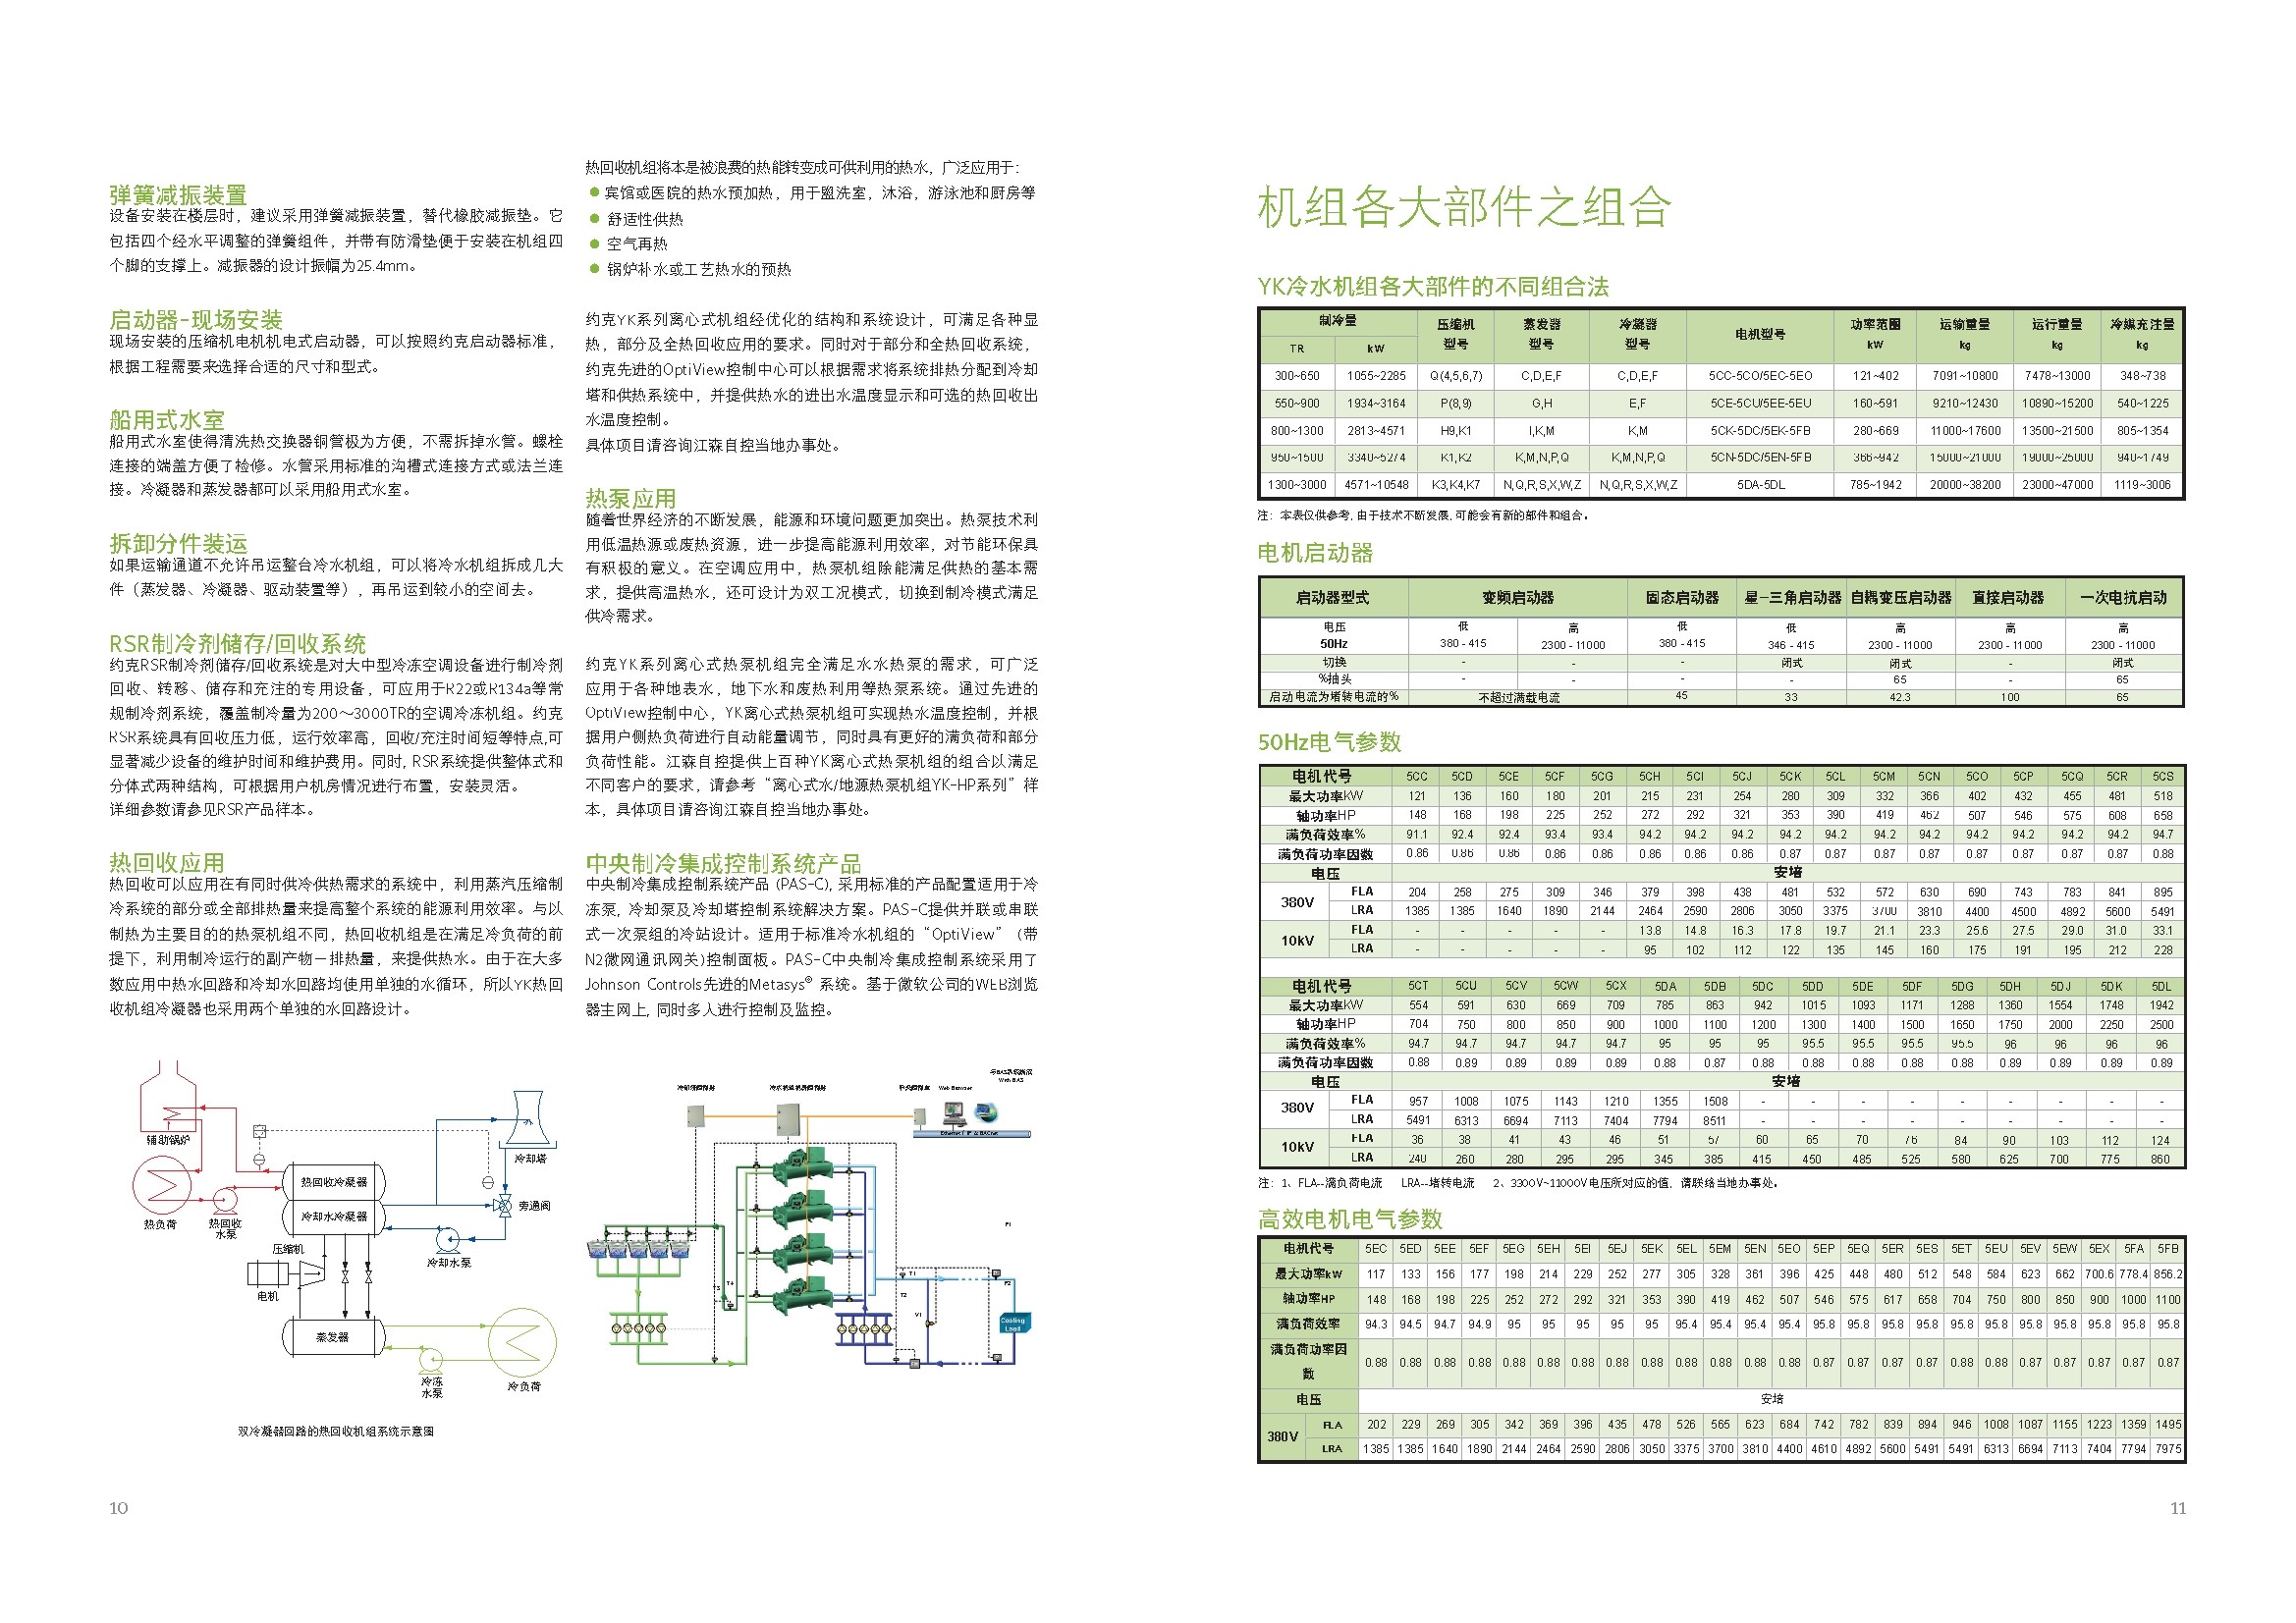 弹簧减振装置
设备安装在楼层时，建议采用弹簧减振装置，替代橡胶减振垫。它
包括四个经水平调整的弹簧组件，并带有防滑垫便于安装在机组四
个脚的支撑上。减振器的设计振幅为25.4mm。
启动器-现场安装
现场安装的压缩机电机机电式启动器，可以按照约克启动器标准，
根据工程需要来选择合适的尺寸和型式。
船用式水室
船用式水室使得清洗热交换器铜管极为方便，不需拆掉水管。螺栓
连接的端盖方便了检修。水管采用标准的沟槽式连接方式或法兰连
接。冷凝器和蒸发器都可以采用船用式水室。
拆卸分件装运
如果运输通道不允许吊运整台冷水机组，可以将冷水机组拆成几大
件（蒸发器、冷凝器、驱动装置等），再吊运到较小的空间去。
RSR制冷剂储存/回收系统
约克RSR制冷剂储存/回收系统是对大中型冷冻空调设备进行制冷剂
回收、转移、储存和充注的专用设备，可应用于R22或R134a等常
规制冷剂系统，覆盖制冷量为200～3000TR的空调冷冻机组。约克
RSR系统具有回收压力低，运行效率高，回收/充注时间短等特点,可
显著减少设备的维护时间和维护费用。同时, RSR系统提供整体式和
分体式两种结构，可根据用户机房情况进行布置，安装灵活。
详细参数请参见RSR产品样本。
热回收应用
热回收可以应用在有同时供冷供热需求的系统中，利用蒸汽压缩制
冷系统的部分或全部排热量来提高整个系统的能源利用效率。与以
制热为主要目的的热泵机组不同，热回收机组是在满足冷负荷的前
提下，利用制冷运行的副产物－排热量，来提供热水。由于在大多
数应用中热水回路和冷却水回路均使用单独的水循环，所以YK热回
收机组冷凝器也采用两个单独的水回路设计。
辅助锅炉
热负荷
热回收
水泵
热回收冷凝器
冷却水冷凝器
压缩机
电机
蒸发器
冷却塔
旁通阀
冷却水泵
冷冻
水泵
冷负荷
双冷凝器回路的热回收机组系统示意图
10
热回收机组将本是被浪费的热能转变成可供利用的热水，广泛应用于：
● 宾馆或医院的热水预加热，用于盥洗室，沐浴，游泳池和厨房等
● 舒适性供热
● 空气再热
● 锅炉补水或工艺热水的预热
约克YK系列离心式机组经优化的结构和系统设计，可满足各种显
热，部分及全热回收应用的要求。同时对于部分和全热回收系统，
约克先进的OptiView控制中心可以根据需求将系统排热分配到冷却
塔和供热系统中，并提供热水的进出水温度显示和可选的热回收出
水温度控制。
具体项目请咨询江森自控当地办事处。
热泵应用
随着世界经济的不断发展，能源和环境问题更加突出。热泵技术利
用低温热源或废热资源，进一步提高能源利用效率，对节能环保具
有积极的意义。在空调应用中，热泵机组除能满足供热的基本需
求，提供高温热水，还可设计为双工况模式，切换到制冷模式满足
供冷需求。
约克YK系列离心式热泵机组完全满足水水热泵的需求，可广泛
应用于各种地表水，地下水和废热利用等热泵系统。通过先进的
OptiView控制中心，YK离心式热泵机组可实现热水温度控制，并根
据用户侧热负荷进行自动能量调节，同时具有更好的满负荷和部分
负荷性能。江森自控提供上百种YK离心式热泵机组的组合以满足
不同客户的要求，请参考“离心式水/地源热泵机组YK-HP系列”样
本，具体项目请咨询江森自控当地办事处。
中央制冷集成控制系统产品
中央制冷集成控制系统产品 (PAS-C), 采用标准的产品配置适用于冷
冻泵, 冷却泵及冷却塔控制系统解决方案。PAS-C提供并联或串联
式一次泵组的冷站设计。适用于标准冷水机组的“OptiView”（带
N2微网通讯网关)控制面板。PAS-C中央制冷集成控制系统采用了
Johnson Controls先进的Metasys® 系统。基于微软公司的WEB浏览
器主网上, 同时多人进行控制及监控。
Web Browser
With BAS
T4
T3
T1
T2
V1
P1
P2
Cooling
Load
机组各大部件之组合
YK冷水机组各大部件的不同组合法
制冷量 压缩机 蒸发器 冷凝器 电机型号 功率范围 运输重量 运行重量 冷媒充注量
TR kW 型号 型号 型号 kW kg kg kg
300~650 1055~2285 Q(4,5,6,7) C,D,E,F C,D,E,F 5CC-5CO/5EC-5EO 121~402 7091~10800 7478~13000 348~738
550~900 1934~3164 P(8,9) G,H E,F 5CE-5CU/5EE-5EU 160~591 9210~12430 10890~15200 540~1225
800~1300 2813~4571 H9,K1 I,K,M K,M 5CK-5DC/5EK-5FB 280~669 11000~17600 13500~21500 805~1354
950~1500 3340~5274 K1,K2 K,M,N,P,Q K,M,N,P,Q 5CN-5DC/5EN-5FB 366~942 15000~21000 19000~25000 940~1749
1300~3000 4571~10548 K3,K4,K7 N,Q,R,S,X,W,Z N,Q,R,S,X,W,Z 5DA-5DL 785~1942 20000~38200 23000~47000 1119~3006
注：本表仅供参考, 由于技术不断发展, 可能会有新的部件和组合。
电机启动器
启动器型式 变频启动器 固态启动器 星-三角启动器 自耦变压启动器 直接启动器 一次电抗启动
电压 低 高 低 低 高 高 高
50Hz 380 - 415 2300 - 11000 380 - 415 346 - 415 2300 - 11000 2300 - 11000 2300 - 11000
切换 - - - 闭式 闭式 - 闭式
%抽头 - - - - 65 - 65
启动电流为堵转电流的% 不超过满载电流 45 33 42.3 100 65
50Hz电气参数
电机代号 5CC 5CD 5CE 5CF 5CG 5CH 5CI 5CJ 5CK 5CL 5CM 5CN 5CO 5CP 5CQ 5CR 5CS
最大功率kW 121 136 160 180 201 215 231 254 280 309 332 366 402 432 455 481 518
轴功率HP 148 168 198 225 252 272 292 321 353 390 419 462 507 546 575 608 658
满负荷效率% 91.1 92.4 92.4 93.4 93.4 94.2 94.2 94.2 94.2 94.2 94.2 94.2 94.2 94.2 94.2 94.2 94.7
满负荷功率因数 0.86 0.86 0.86 0.86 0.86 0.86 0.86 0.86 0.87 0.87 0.87 0.87 0.87 0.87 0.87 0.87 0.88
电压 安培
380V FLA 204 258 275 309 346 379 398 438 481 532 572 630 690 743 783 841 895
LRA 1385 1385 1640 1890 2144 2464 2590 2806 3050 3375 3700 3810 4400 4500 4892 5600 5491
10kV FLA - - - - - 13.8 14.8 16.3 17.8 19.7 21.1 23.3 25.6 27.5 29.0 31.0 33.1
LRA - - - - - 95 102 112 122 135 145 160 175 191 195 212 228
电机代号 5CT 5CU 5CV 5CW 5CX 5DA 5DB 5DC 5DD 5DE 5DF 5DG 5DH 5DJ 5DK 5DL
最大功率kW 554 591 630 669 709 785 863 942 1015 1093 1171 1288 1360 1554 1748 1942
轴功率HP 704 750 800 850 900 1000 1100 1200 1300 1400 1500 1650 1750 2000 2250 2500
满负荷效率% 94.7 94.7 94.7 94.7 94.7 95 95 95 95.5 95.5 95.5 95.5 96 96 96 96
满负荷功率因数 0.88 0.89 0.89 0.89 0.89 0.88 0.87 0.88 0.88 0.88 0.88 0.88 0.89 0.89 0.89 0.89
电压 安培
380V FLA 957 1008 1075 1143 1210 1355 1508 - - - - - - - - -
LRA 5491 6313 6694 7113 7404 7794 8511 - - - - - - - - -
10kV FLA 36 38 41 43 46 51 57 60 65 70 76 84 90 103 112 124
LRA 240 260 280 295 295 345 385 415 450 485 525 580 625 700 775 860
注：1、FLA--满负荷电流 LRA--堵转电流 2、3300V~11000V电压所对应的值，请联络当地办事处。
高效电机电气参数
电机代号 5EC 5ED 5EE 5EF 5EG 5EH 5EI 5EJ 5EK 5EL 5EM 5EN 5EO 5EP 5EQ 5ER 5ES 5ET 5EU 5EV 5EW 5EX 5FA 5FB
最大功率kW 117 133 156 177 198 214 229 252 277 305 328 361 396 425 448 480 512 548 584 623 662 700.6 778.4 856.2
轴功率HP 148 168 198 225 252 272 292 321 353 390 419 462 507 546 575 617 658 704 750 800 850 900 1000 1100
满负荷效率 94.3 94.5 94.7 94.9 95 95 95 95 95 95.4 95.4 95.4 95.4 95.8 95.8 95.8 95.8 95.8 95.8 95.8 95.8 95.8 95.8 95.8
满负荷功率因
数 0.88 0.88 0.88 0.88 0.88 0.88 0.88 0.88 0.88 0.88 0.88 0.88 0.88 0.87 0.87 0.87 0.87 0.88 0.88 0.87 0.87 0.87 0.87 0.87
电压 安培
380V FLA 202 229 269 305 342 369 396 435 478 526 565 623 684 742 782 839 894 946 1008 1087 1155 1223 1359 1495
LRA 1385 1385 1640 1890 2144 2464 2590 2806 3050 3375 3700 3810 4400 4610 4892 5600 5491 5491 6313 6694 7113 7404 7794 7975
11